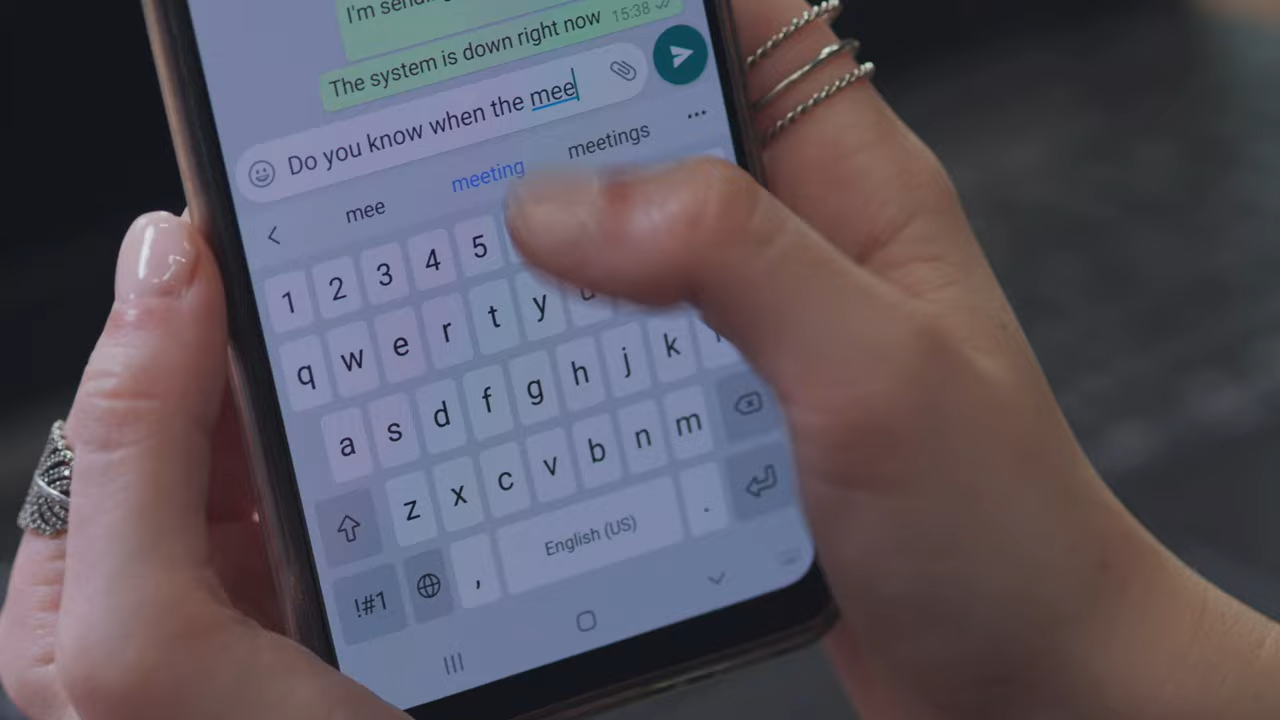 I'm sending
The system is down right now 15:38
Do you know when the mee
mee meeting meetings
1 2 3 4 5
q w e r t y u
a s d f g h j k
z x c v b n m
!#1 , English (US) .